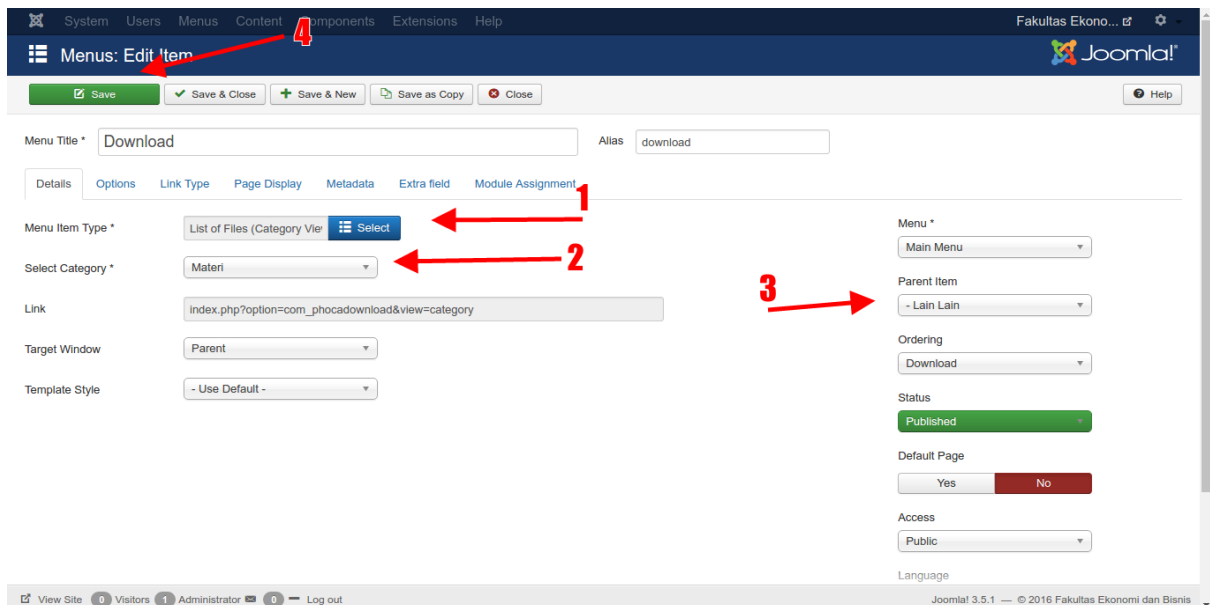 System Users Menus Content Components Extensions Help Fakultas Ekono...
4
Menus: Edit Item Joomla!®
Save Save & Close Save & New Save as Copy Close Help
Menu Title * Download Alias download
Details Options Link Type Page Display Metadata Extra field Module Assignment
1
Menu Item Type * List of Files (Category Vie Select
2
Select Category * Materi
Link index.php?option=com_phocadownload&view=category
Target Window Parent
Template Style - Use Default -
Menu *
Main Menu
Parent Item
3
- Lain Lain
Ordering
Download
Status
Published
Default Page
Yes No
Access
Public
Language
View Site 0 Visitors 1 Administrator 0 Log out Joomla! 3.5.1 — © 2016 Fakultas Ekonomi dan Bisnis